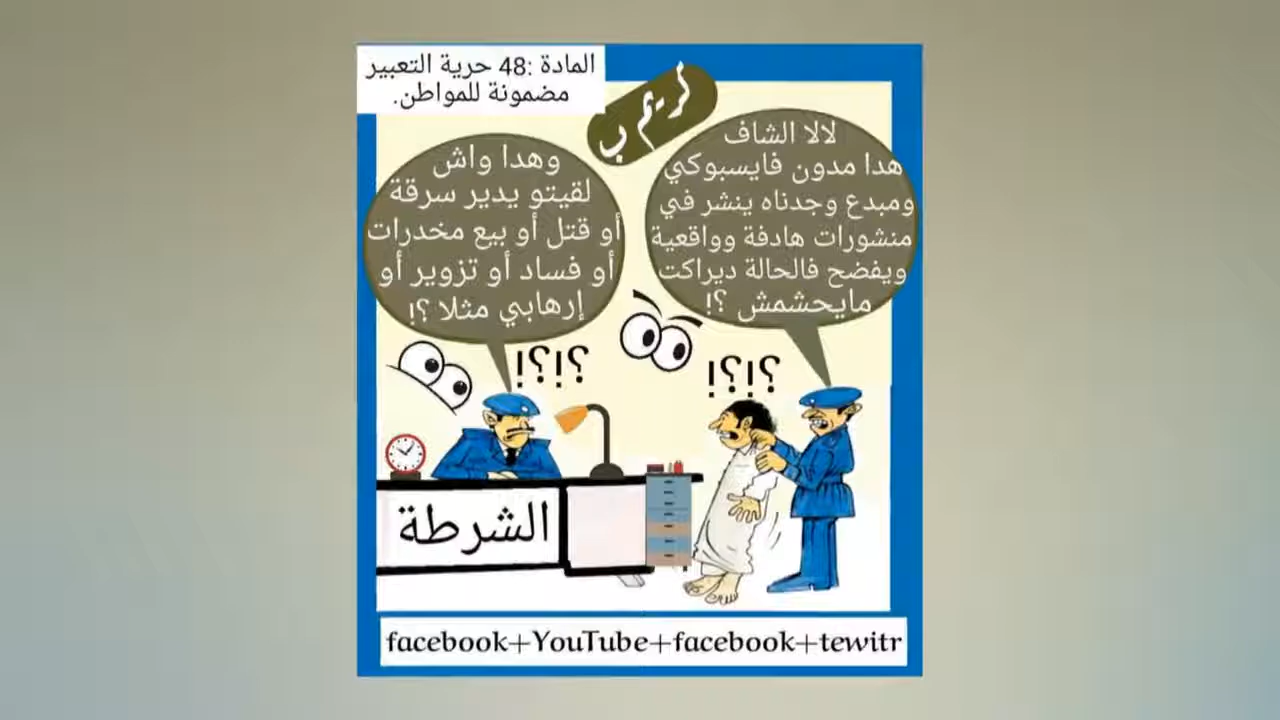 المادة :48 حرية التعبير
مضمونة للمواطن.
لالا الشاف
هدا مدون فايسبوكي
ومبدع وجدناه ينشر في
منشورات هادفة وواقعية
ويفضح فالحالة ديراكت
مايحشمش ؟!
وهدا واش
لقيتو يدير سرقة
أو قتل أو بيع مخدرات
أو فساد أو تزوير أو
إرهابي مثلا ؟!
؟!؟!
؟!؟!
الشرطة
facebook+YouTube+facebook+tewitr